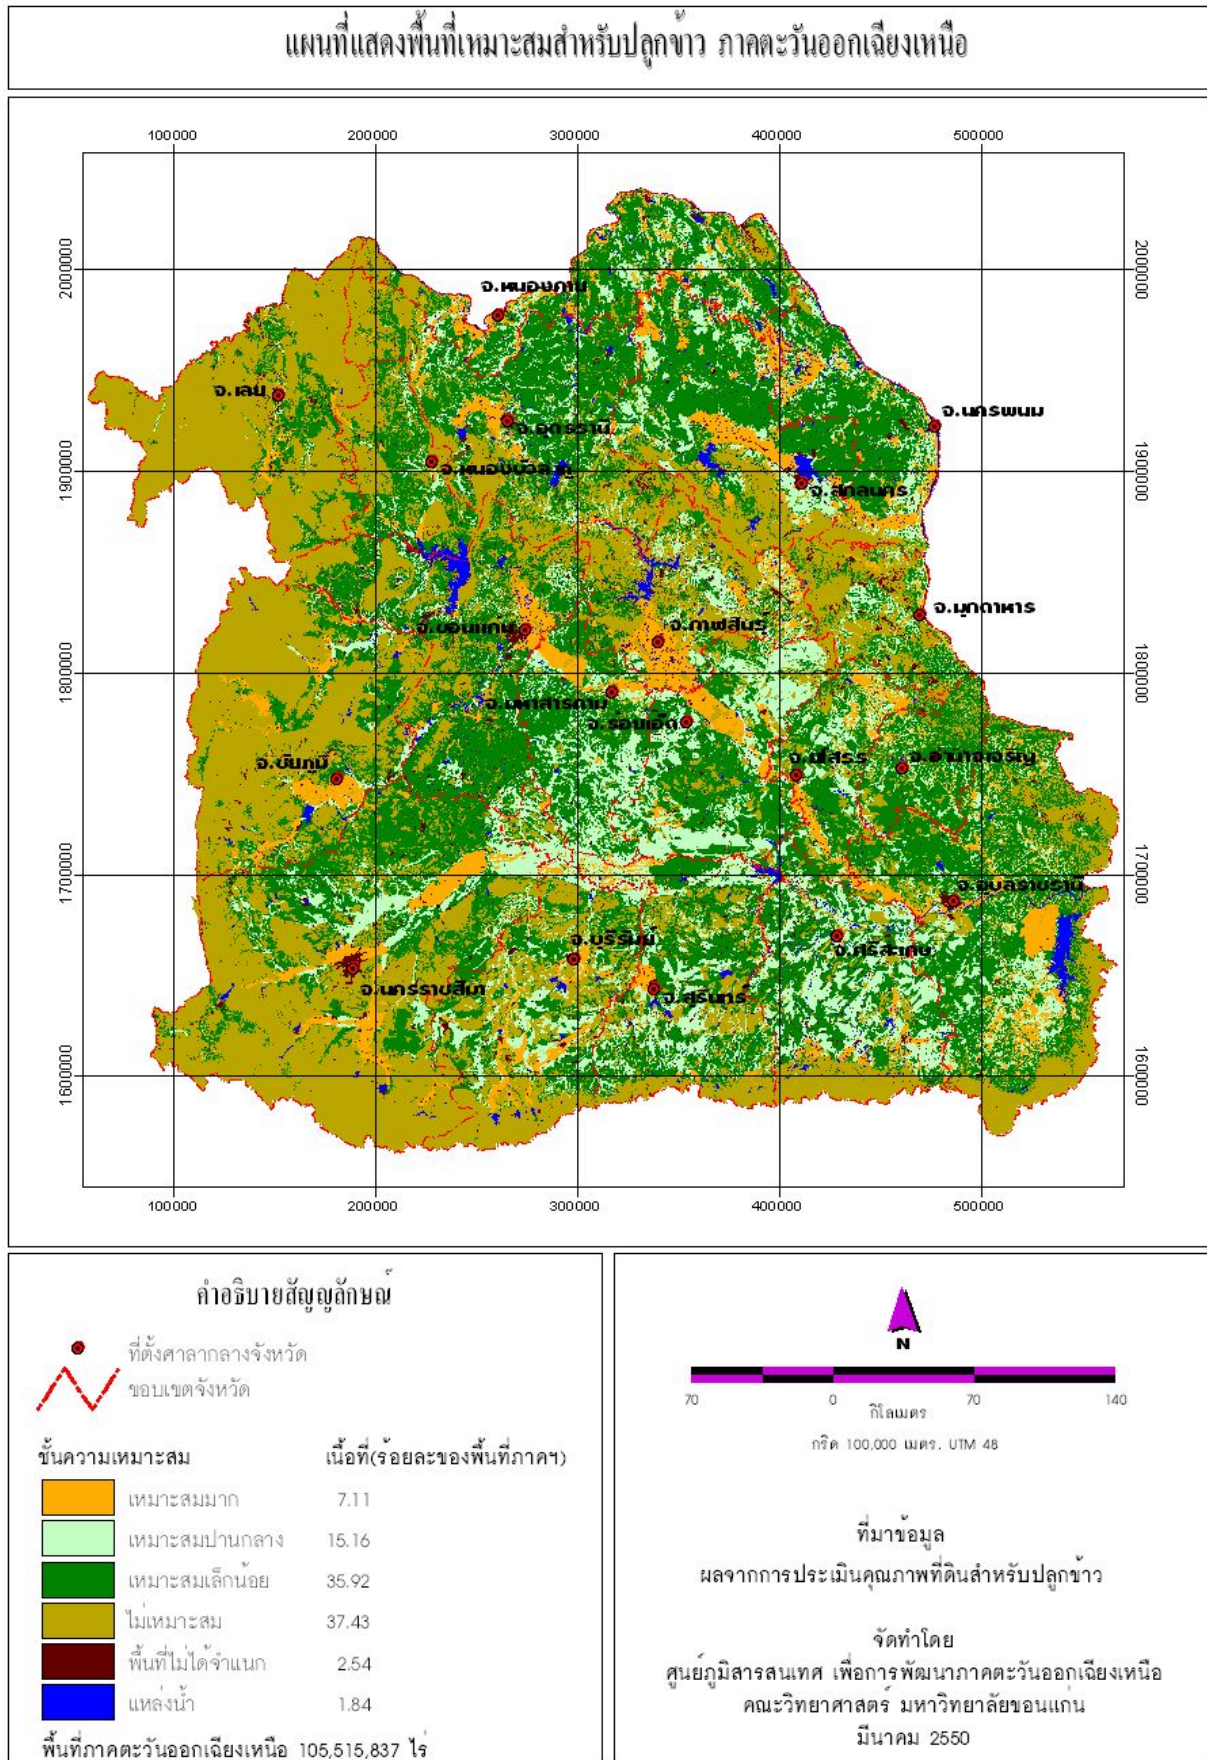 แผนที่แสดงพื้นที่เหมาะสมสำหรับปลูกข้าว ภาคตะวันออกเฉียงเหนือ
100000 200000 300000 400000 500000
2000000 2000000
จ.หนองคาย
จ.เลย
จ.นครพนม
จ.อุดรธานี
จ.หนองบัวลำภู
1900000 1900000
จ.สกลนคร
จ.มุกดาหาร
จ.ขอนแก่น
จ.กาฬสินธุ์
1800000 1800000
จ.มหาสารคาม
จ.ร้อยเอ็ด
จ.ชัยภูมิ
จ.ยโสธร
จ.อำนาจเจริญ
1700000 1700000
จ.อุบลราชธานี
จ.บุรีรัมย์
จ.ศรีสะเกษ
จ.นครราชสีมา
จ.สุรินทร์
1600000 1600000
100000 200000 300000 400000 500000
คำอธิบายสัญญลักษณ์
ที่ตั้งศาลากลางจังหวัด
ขอบเขตจังหวัด
ชั้นความเหมาะสม เนื้อที่(ร้อยละของพื้นที่ภาคฯ)
เหมาะสมมาก 7.11
เหมาะสมปานกลาง 15.16
เหมาะสมเล็กน้อย 35.92
ไม่เหมาะสม 37.43
พื้นที่ไม่ได้จำแนก 2.54
แหล่งน้ำ 1.84
พื้นที่ภาคตะวันออกเฉียงเหนือ 105,515,837 ไร่
N
70 0 70 140
กิโลเมตร
กริด 100,000 เมตร. UTM 48
ที่มาข้อมูล
ผลจากการประเมินคุณภาพที่ดินสำหรับปลูกข้าว
จัดทำโดย
ศูนย์ภูมิสารสนเทศ เพื่อการพัฒนาภาคตะวันออกเฉียงเหนือ
คณะวิทยาศาสตร์ มหาวิทยาลัยขอนแก่น
มีนาคม 2550